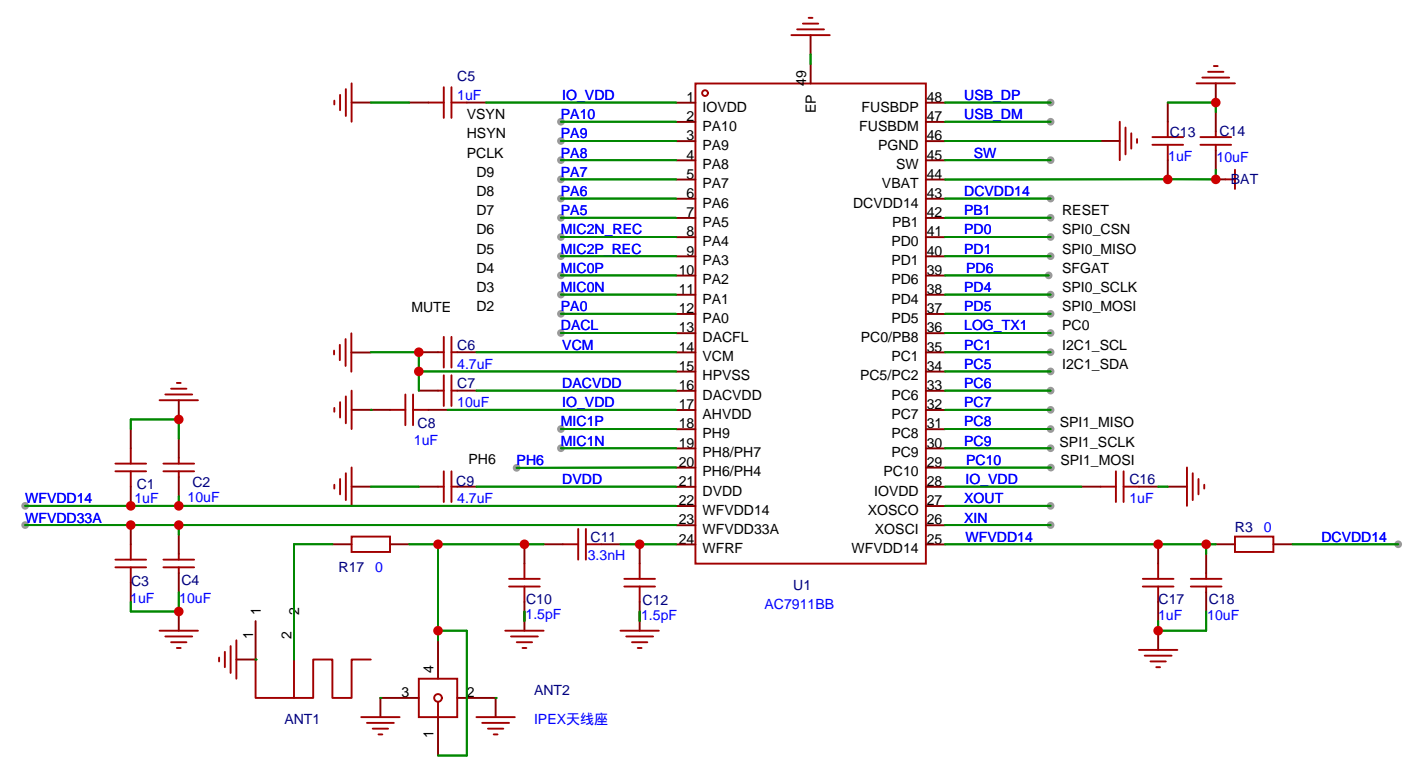 49
EP
C5
1uF
IO_VDD
1
IOVDD
FUSBDP
48
USB_DP
VSYN
PA10
2
PA10
FUSBDM
47
USB_DM
C13
1uF
C14
10uF
HSYN
PA9
3
PA9
PGND
46
PCLK
PA8
4
PA8
SW
45
SW
D9
PA7
5
PA7
VBAT
44
BAT
D8
PA6
6
PA6
DCVDD14
43
DCVDD14
D7
PA5
7
PA5
PB1
42
PB1
RESET
D6
MIC2N_REC
8
PA4
PD0
41
PD0
SPI0_CSN
D5
MIC2P_REC
9
PA3
PD1
40
PD1
SPI0_MISO
D4
MIC0P
10
PA2
PD6
39
PD6
SFGAT
D3
MIC0N
11
PA1
PD4
38
PD4
SPI0_SCLK
MUTE
D2
PA0
12
PA0
PD5
37
PD5
SPI0_MOSI
DACL
13
DACFL
PC0/PB8
36
LOG_TX1
PC0
C6
4.7uF
VCM
14
VCM
PC1
35
PC1
I2C1_SCL
15
HPVSS
PC5/PC2
34
PC5
I2C1_SDA
C7
10uF
DACVDD
16
DACVDD
PC6
33
PC6
C8
1uF
IO_VDD
17
AHVDD
PC7
32
PC7
MIC1P
18
PH9
PC8
31
PC8
SPI1_MISO
MIC1N
19
PH8/PH7
PC9
30
PC9
SPI1_SCLK
PH6
PH6
20
PH6/PH4
PC10
29
PC10
SPI1_MOSI
C9
4.7uF
DVDD
21
DVDD
IOVDD
28
IO_VDD
C16
1uF
C1
1uF
C2
10uF
WFVDD14
22
WFVDD14
XOSCO
27
XOUT
WFVDD33A
23
WFVDD33A
XOSCI
26
XIN
24
WFRF
WFVDD14
25
WFVDD14
R3 0
DCVDD14
C3
1uF
C4
10uF
R17 0
C11
3.3nH
C10
1.5pF
C12
1.5pF
U1
AC7911BB
C17
1uF
C18
10uF
1
1
2
2
ANT1
4
3
2
1
ANT2
IPEX天线座